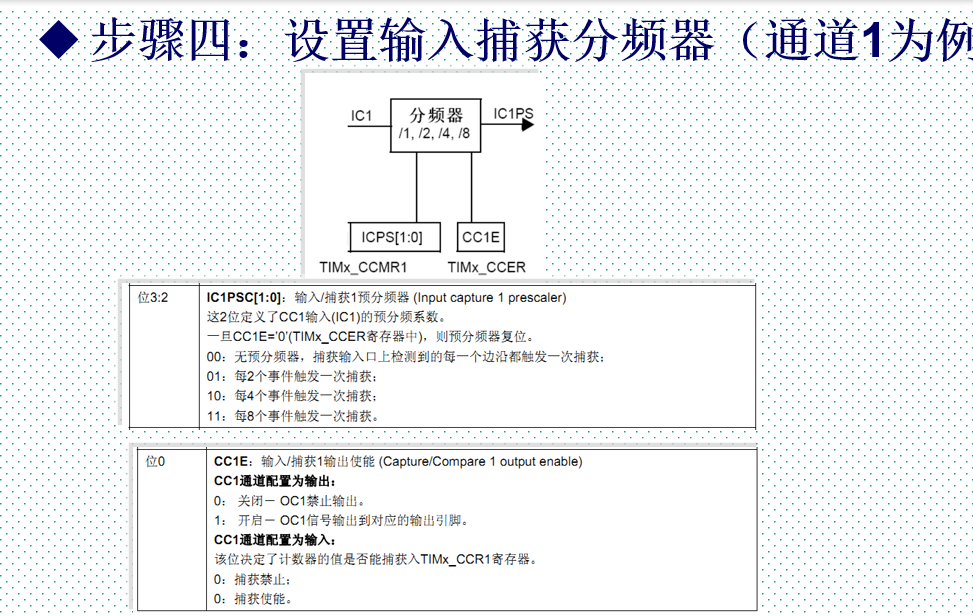 ◆ 步骤四：设置输入捕获分频器（通道1为例
IC1
分频器
/1, /2, /4, /8
IC1PS
ICPS[1:0]
CC1E
TIMx_CCMR1
TIMx_CCER
位3:2
IC1PSC[1:0]：输入/捕获1预分频器 (Input capture 1 prescaler)
这2位定义了CC1输入(IC1)的预分频系数。
一旦CC1E='0'(TIMx_CCER寄存器中)，则预分频器复位。
00：无预分频器，捕获输入口上检测到的每一个边沿都触发一次捕获；
01：每2个事件触发一次捕获；
10：每4个事件触发一次捕获；
11：每8个事件触发一次捕获。
位0
CC1E：输入/捕获1输出使能 (Capture/Compare 1 output enable)
CC1通道配置为输出：
0： 关闭－ OC1禁止输出。
1： 开启－ OC1信号输出到对应的输出引脚。
CC1通道配置为输入：
该位决定了计数器的值是否能捕获入TIMx_CCR1寄存器。
0：捕获禁止；
0：捕获使能。